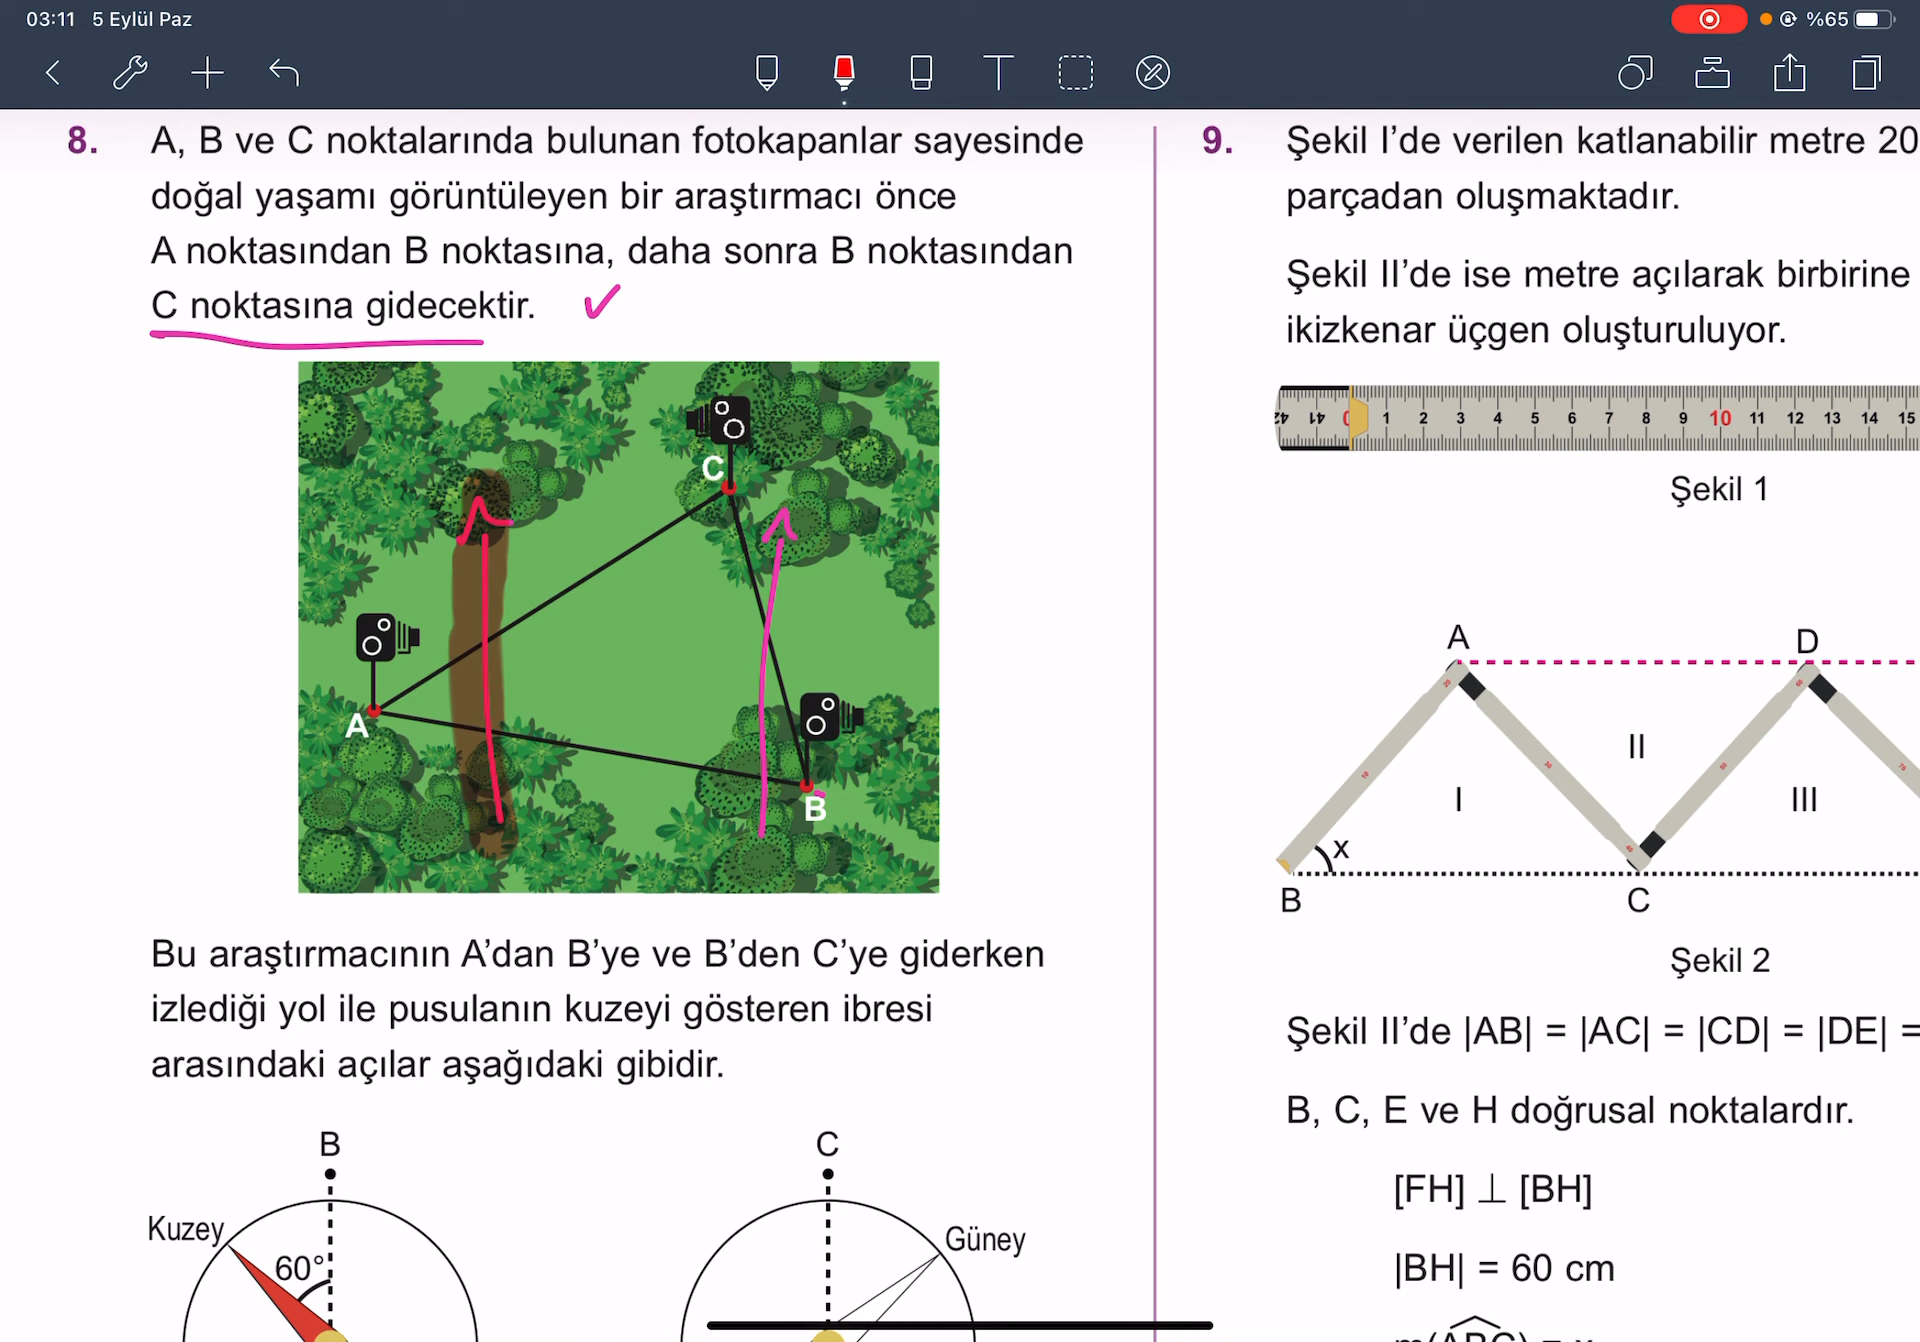 03:11 5 Eylül Paz
%65
8. A, B ve C noktalarında bulunan fotokapanlar sayesinde
doğal yaşamı görüntüleyen bir araştırmacı önce
A noktasından B noktasına, daha sonra B noktasından
C noktasına gidecektir.
C
A
B
Bu araştırmacının A’dan B’ye ve B’den C’ye giderken
izlediği yol ile pusulanın kuzeyi gösteren ibresi
arasındaki açılar aşağıdaki gibidir.
B
Kuzey
60°
C
Güney
9. Şekil I’de verilen katlanabilir metre 20
parçadan oluşmaktadır.
Şekil II’de ise metre açılarak birbirine
ikizkenar üçgen oluşturuluyor.
42 41 0 1 2 3 4 5 6 7 8 9 10 11 12 13 14 15
Şekil 1
A D
II
I III
x
B C
Şekil 2
Şekil II’de |AB| = |AC| = |CD| = |DE| =
B, C, E ve H doğrusal noktalardır.
[FH] ⊥ [BH]
|BH| = 60 cm